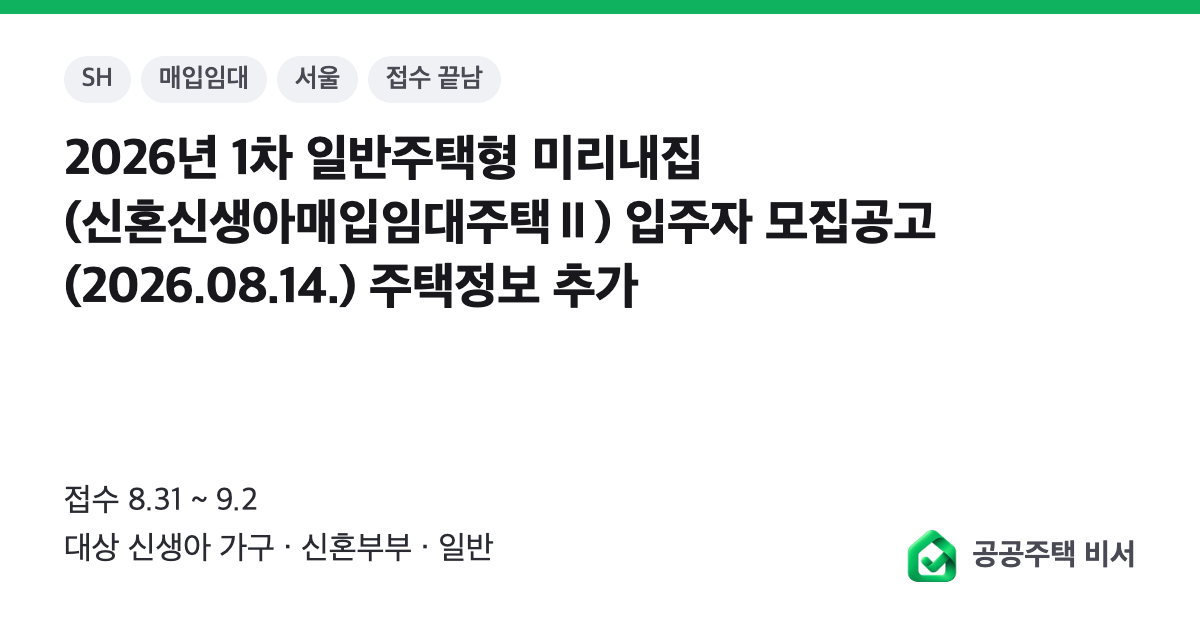 SH 매입임대 서울 접수 끝남
2026년 1차 일반주택형 미리내집
(신혼신생아매입임대주택Ⅱ) 입주자 모집공고
(2026.08.14.) 주택정보 추가
접수 8.31 ~ 9.2
대상 신생아 가구 · 신혼부부 · 일반
공공주택 비서